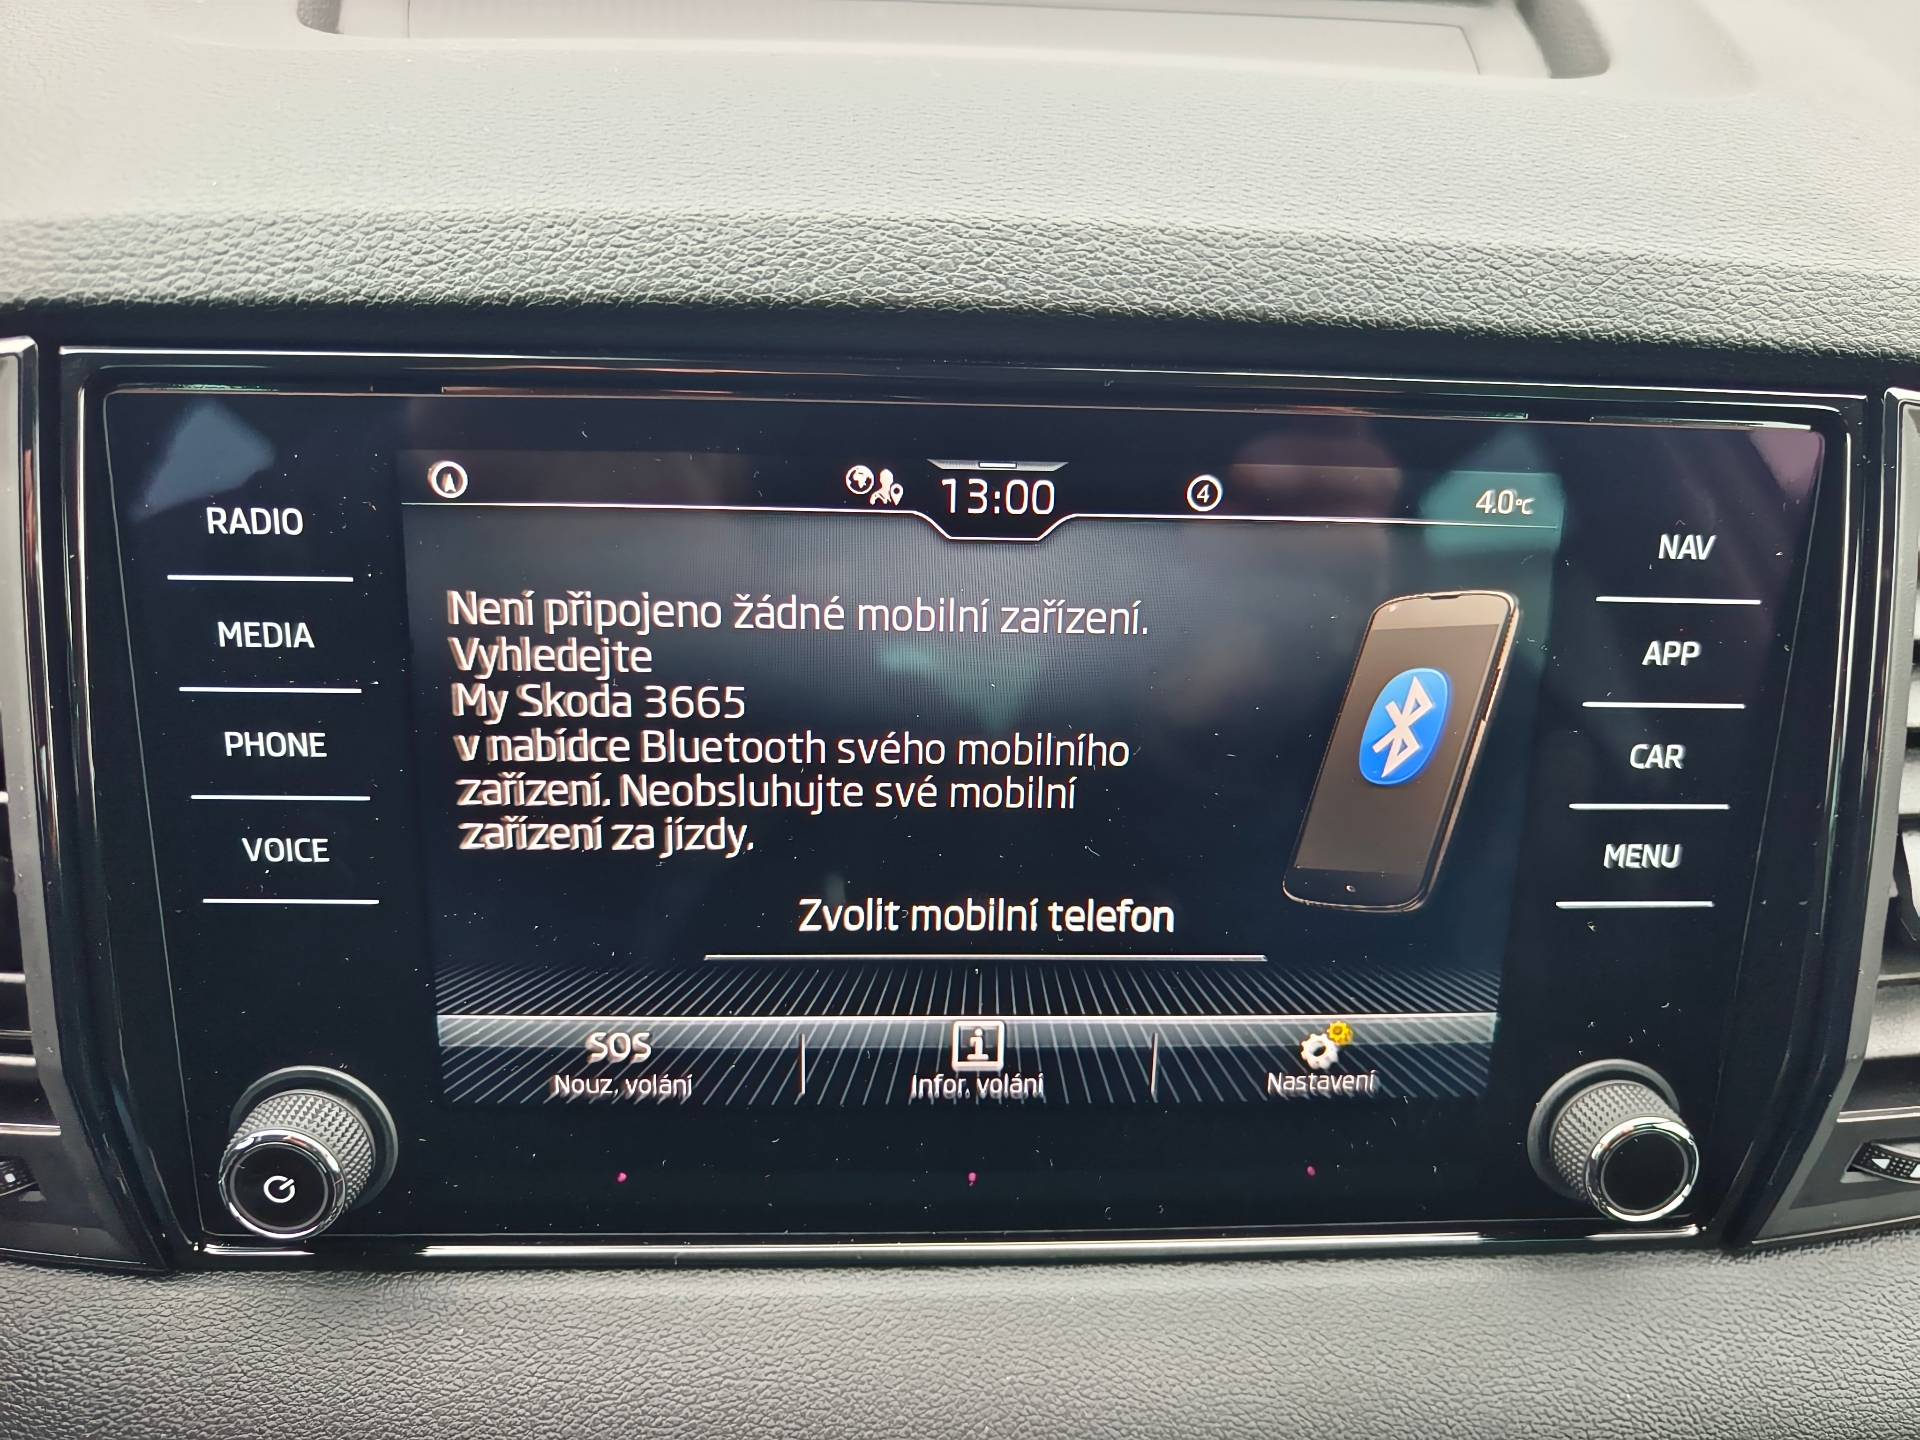 13:00
4
4.0°C
RADIO
MEDIA
PHONE
VOICE
NAV
APP
CAR
MENU
Není připojeno žádné mobilní zařízení.
Vyhledejte
My Skoda 3665
v nabídce Bluetooth svého mobilního
zařízení. Neobsluhujte své mobilní
zařízení za jízdy.
Zvolit mobilní telefon
SOS
Nouz. volání
i
Infor. volání
Nastavení